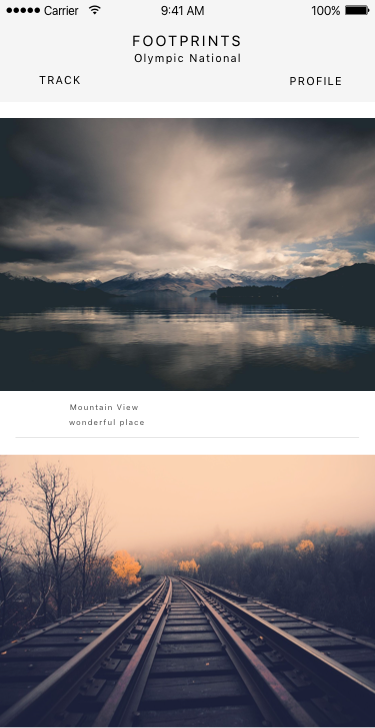 Carrier 9:41 AM 100%
FOOTPRINTS
Olympic National
TRACK PROFILE
Mountain View
wonderful place